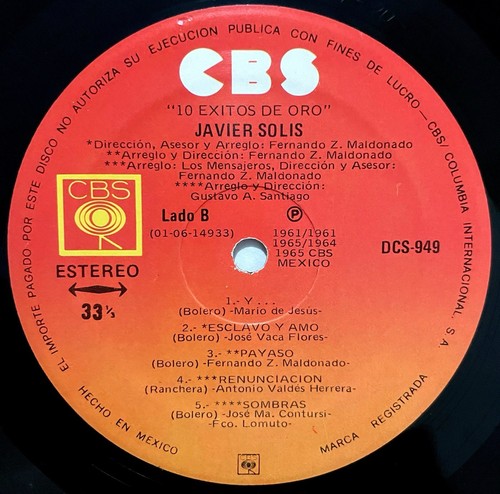 EL IMPORTE PAGADO POR ESTE DISCO NO AUTORIZA SU EJECUCION PUBLICA CON FINES DE LUCRO—CBS/COLUMBIA INTERNACIONAL, S A.
CBS
"10 EXITOS DE ORO"
JAVIER SOLIS
*Dirección, Asesor y Arreglo: Fernando Z. Maldonado
**Arreglo y Dirección: Fernando Z. Maldonado
***Arreglo: Los Mensajeros, Dirección y Asesor:
Fernando Z. Maldonado
****Arreglo y Dirección:
Gustavo A. Santiago
CBS
ESTEREO
33⅓
Lado B
(01-06-14933)
℗
1961/1961
1965/1964
1965 CBS
MEXICO
DCS-949
1.- Y . . .
(Bolero) -Mario de Jesús-
2.- *ESCLAVO Y AMO
(Bolero) -José Vaca Flores-
3.- **PAYASO
(Bolero) -Fernando Z. Maldonado-
4.- ***RENUNCIACION
(Ranchera) -Antonio Valdés Herrera-
5.- ****SOMBRAS
(Bolero) -José Ma. Contursi-
-Fco. Lomuto-
HECHO EN MEXICO
CBS
MARCA REGISTRADA